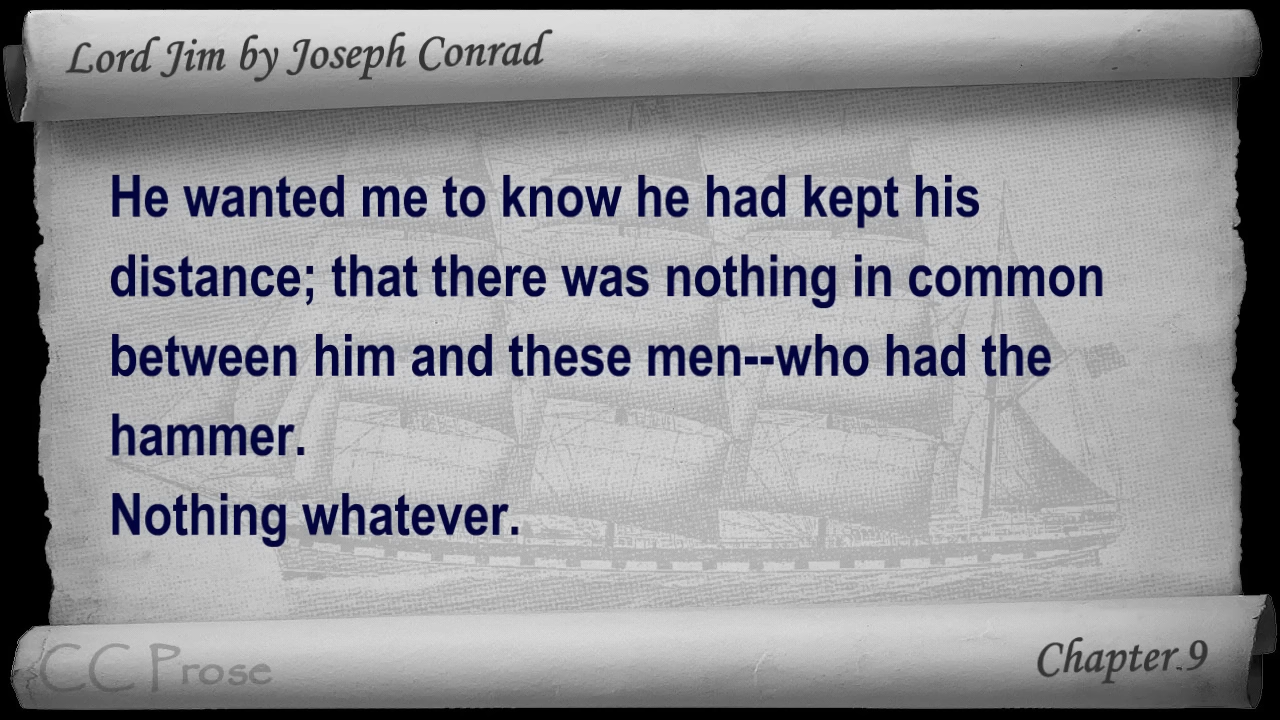 Lord Jim by Joseph Conrad
He wanted me to know he had kept his
distance; that there was nothing in common
between him and these men--who had the
hammer.
Nothing whatever.
CC Prose
Chapter 9